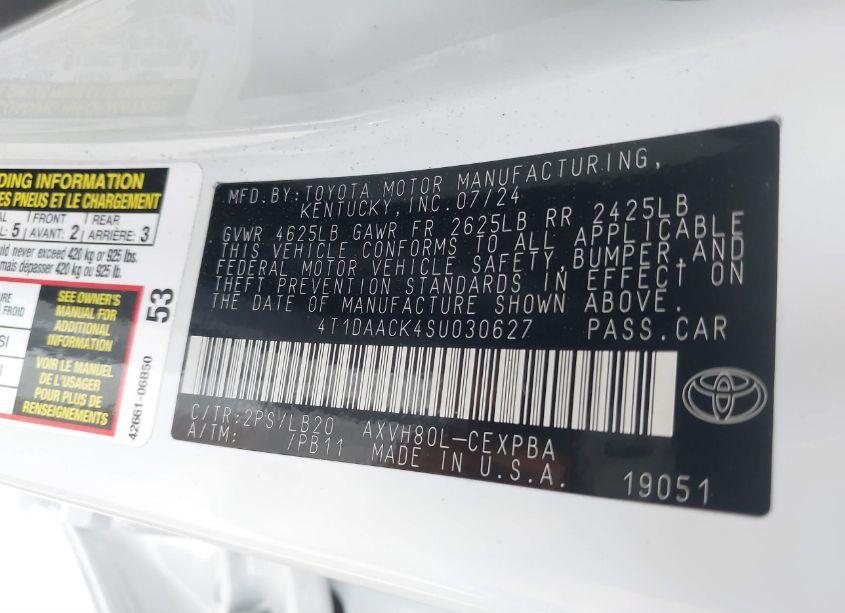 DING INFORMATION
ES PNEUS ET LE CHARGEMENT
AL FRONT REAR
L: 5 AVANT: 2 ARRIÈRE: 3
uld never exceed 420 kg or 925 lbs.
mais dépasser 420 kg ou 925 lb.
URE
FROID
SI
SEE OWNER'S
MANUAL FOR
ADDITIONAL
INFORMATION
VOIR LE MANUEL
DE L'USAGER
POUR PLUS DE
RENSEIGNEMENTS
53
42661-06B50
MFD.BY:TOYOTA MOTOR MANUFACTURING,
KENTUCKY,INC.07/24
GVWR 4625LB GAWR FR 2625LB RR 2425LB
THIS VEHICLE CONFORMS TO ALL APPLICABLE
FEDERAL MOTOR VEHICLE SAFETY,BUMPER,AND
THEFT PREVENTION STANDARDS IN EFFECT ON
THE DATE OF MANUFACTURE SHOWN ABOVE.
4T1DAACK4SU030627 PASS.CAR
C/TR:2PS/LB20 AXVH80L-CEXPBA
A/TM: /PB11 MADE IN U.S.A.
19051